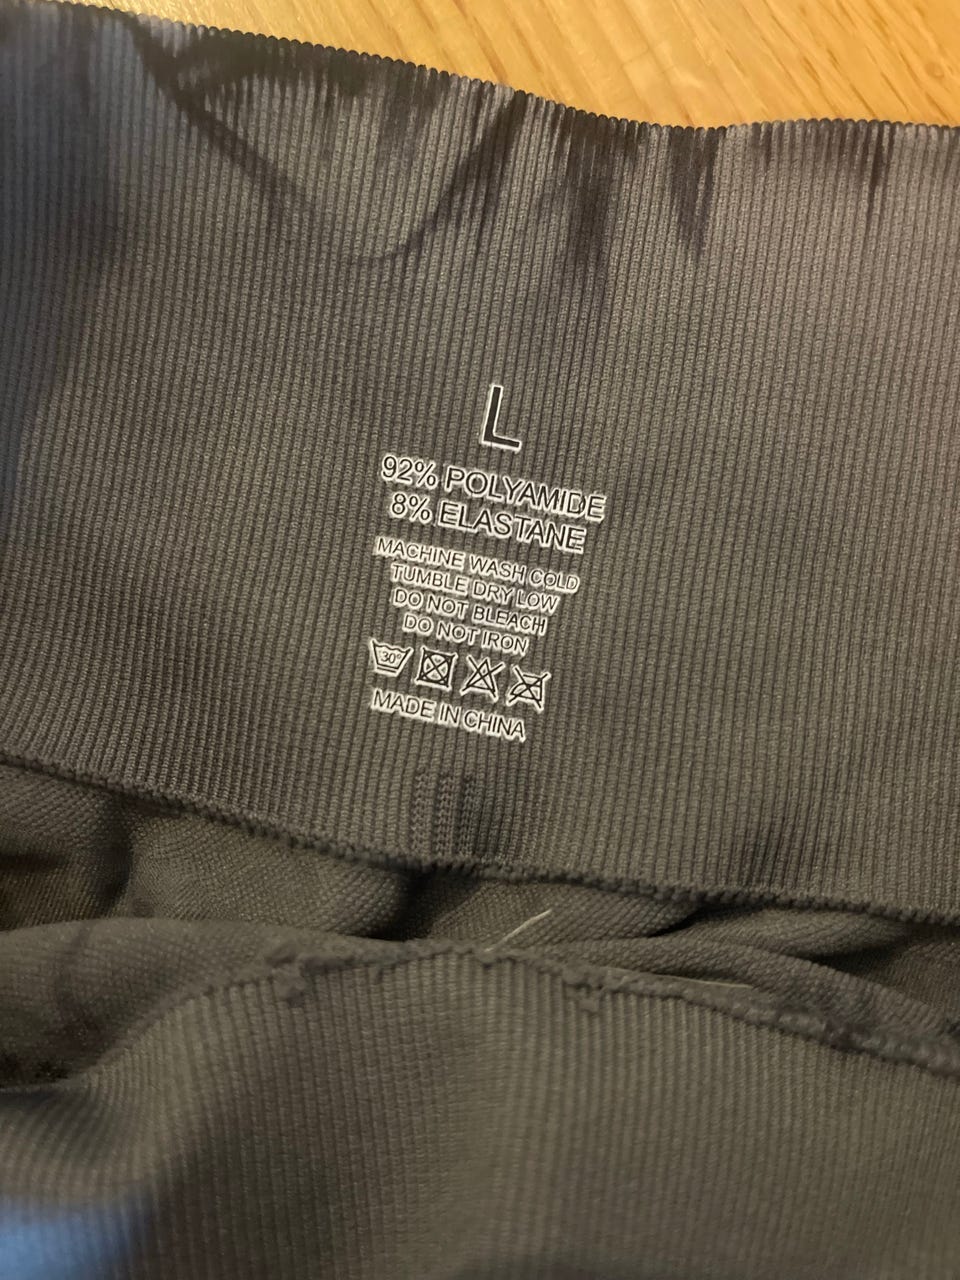 L
92% POLYAMIDE
8% ELASTANE
MACHINE WASH COLD
TUMBLE DRY LOW
DO NOT BLEACH
DO NOT IRON
30°
MADE IN CHINA